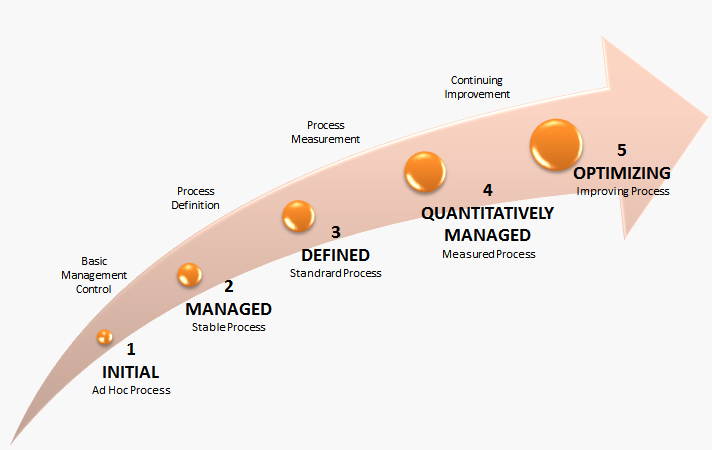 Continuing
Improvement
Process
Measurement
Process
Definition
Basic
Management
Control
5
OPTIMIZING
Improving Process
4
QUANTITATIVELY
MANAGED
Measured Process
3
DEFINED
Standrard Process
2
MANAGED
Stable Process
1
INITIAL
Ad Hoc Process